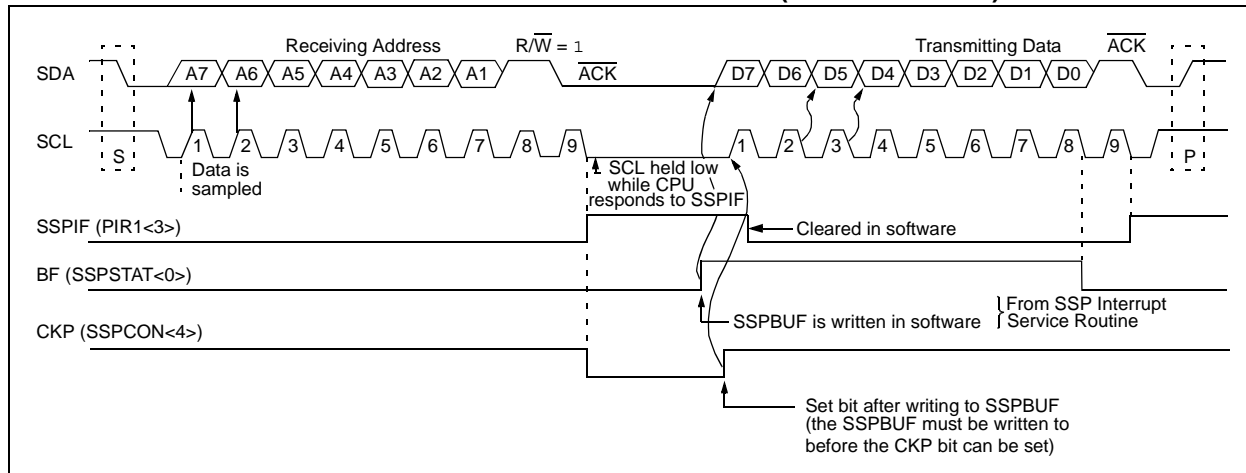 Receiving Address R/W = 1 Transmitting Data ACK
SDA A7 A6 A5 A4 A3 A2 A1 ACK D7 D6 D5 D4 D3 D2 D1 D0
SCL S 1 2 3 4 5 6 7 8 9 1 2 3 4 5 6 7 8 9 P
Data is
sampled
SCL held low
while CPU
responds to SSPIF
SSPIF (PIR1<3>)
Cleared in software
BF (SSPSTAT<0>)
SSPBUF is written in software
From SSP Interrupt
Service Routine
CKP (SSPCON<4>)
Set bit after writing to SSPBUF
(the SSPBUF must be written to
before the CKP bit can be set)